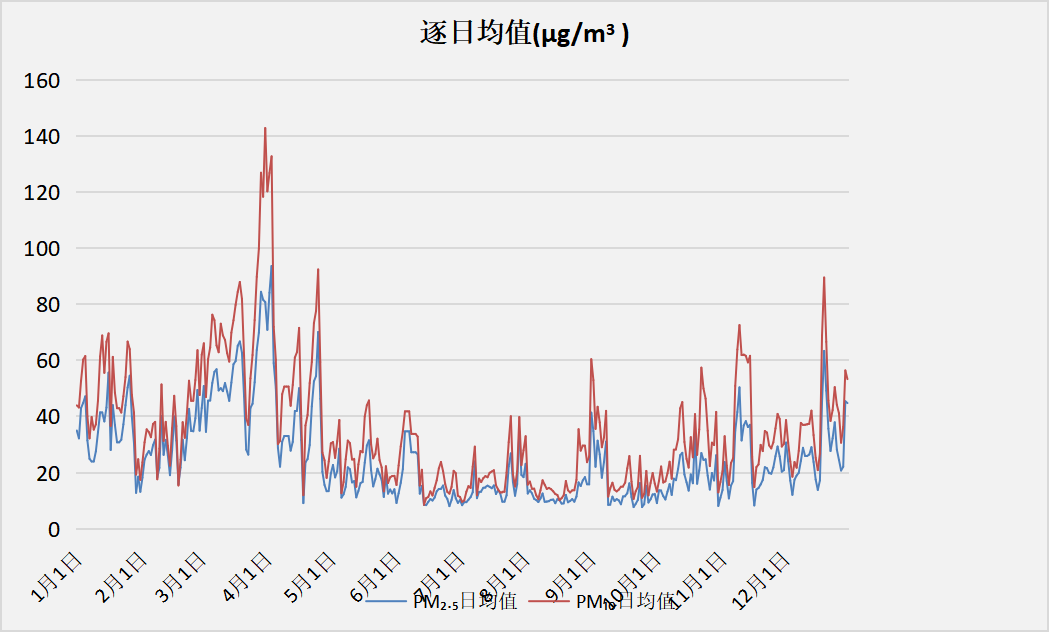 逐日均值(μg/m³ )
160
140
120
100
80
60
40
20
0
1月1日
2月1日
3月1日
4月1日
5月1日
6月1日
7月1日
8月1日
9月1日
10月1日
11月1日
12月1日
PM₂.₅日均值
PM₁₀日均值